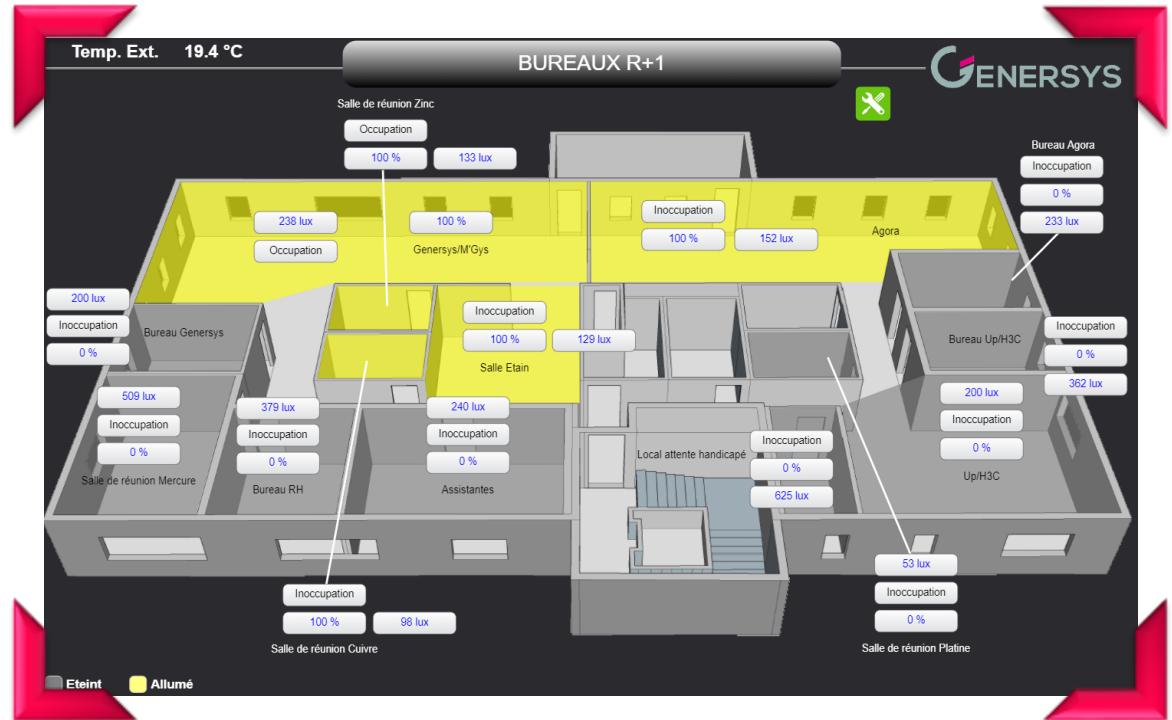 Temp. Ext. 19.4 °C
BUREAUX R+1
GENERSYS
Salle de réunion Zinc
Occupation
100 % 133 lux
Bureau Agora
Inoccupation
0 %
233 lux
238 lux 100 %
Occupation Genersys/M'Gys
Inoccupation
100 % 152 lux
Agora
200 lux
Inoccupation
0 %
Bureau Genersys
Inoccupation
100 % 129 lux
Salle Etain
Bureau Up/H3C
Inoccupation
0 %
362 lux
509 lux
Inoccupation
0 %
Salle de réunion Mercure
379 lux
Inoccupation
0 %
Bureau RH
240 lux
Inoccupation
0 %
Assistantes
Local attente handicapé
Inoccupation
0 %
625 lux
200 lux
Inoccupation
0 %
Up/H3C
Inoccupation
100 % 98 lux
Salle de réunion Cuivre
53 lux
Inoccupation
0 %
Salle de réunion Platine
Eteint Allumé